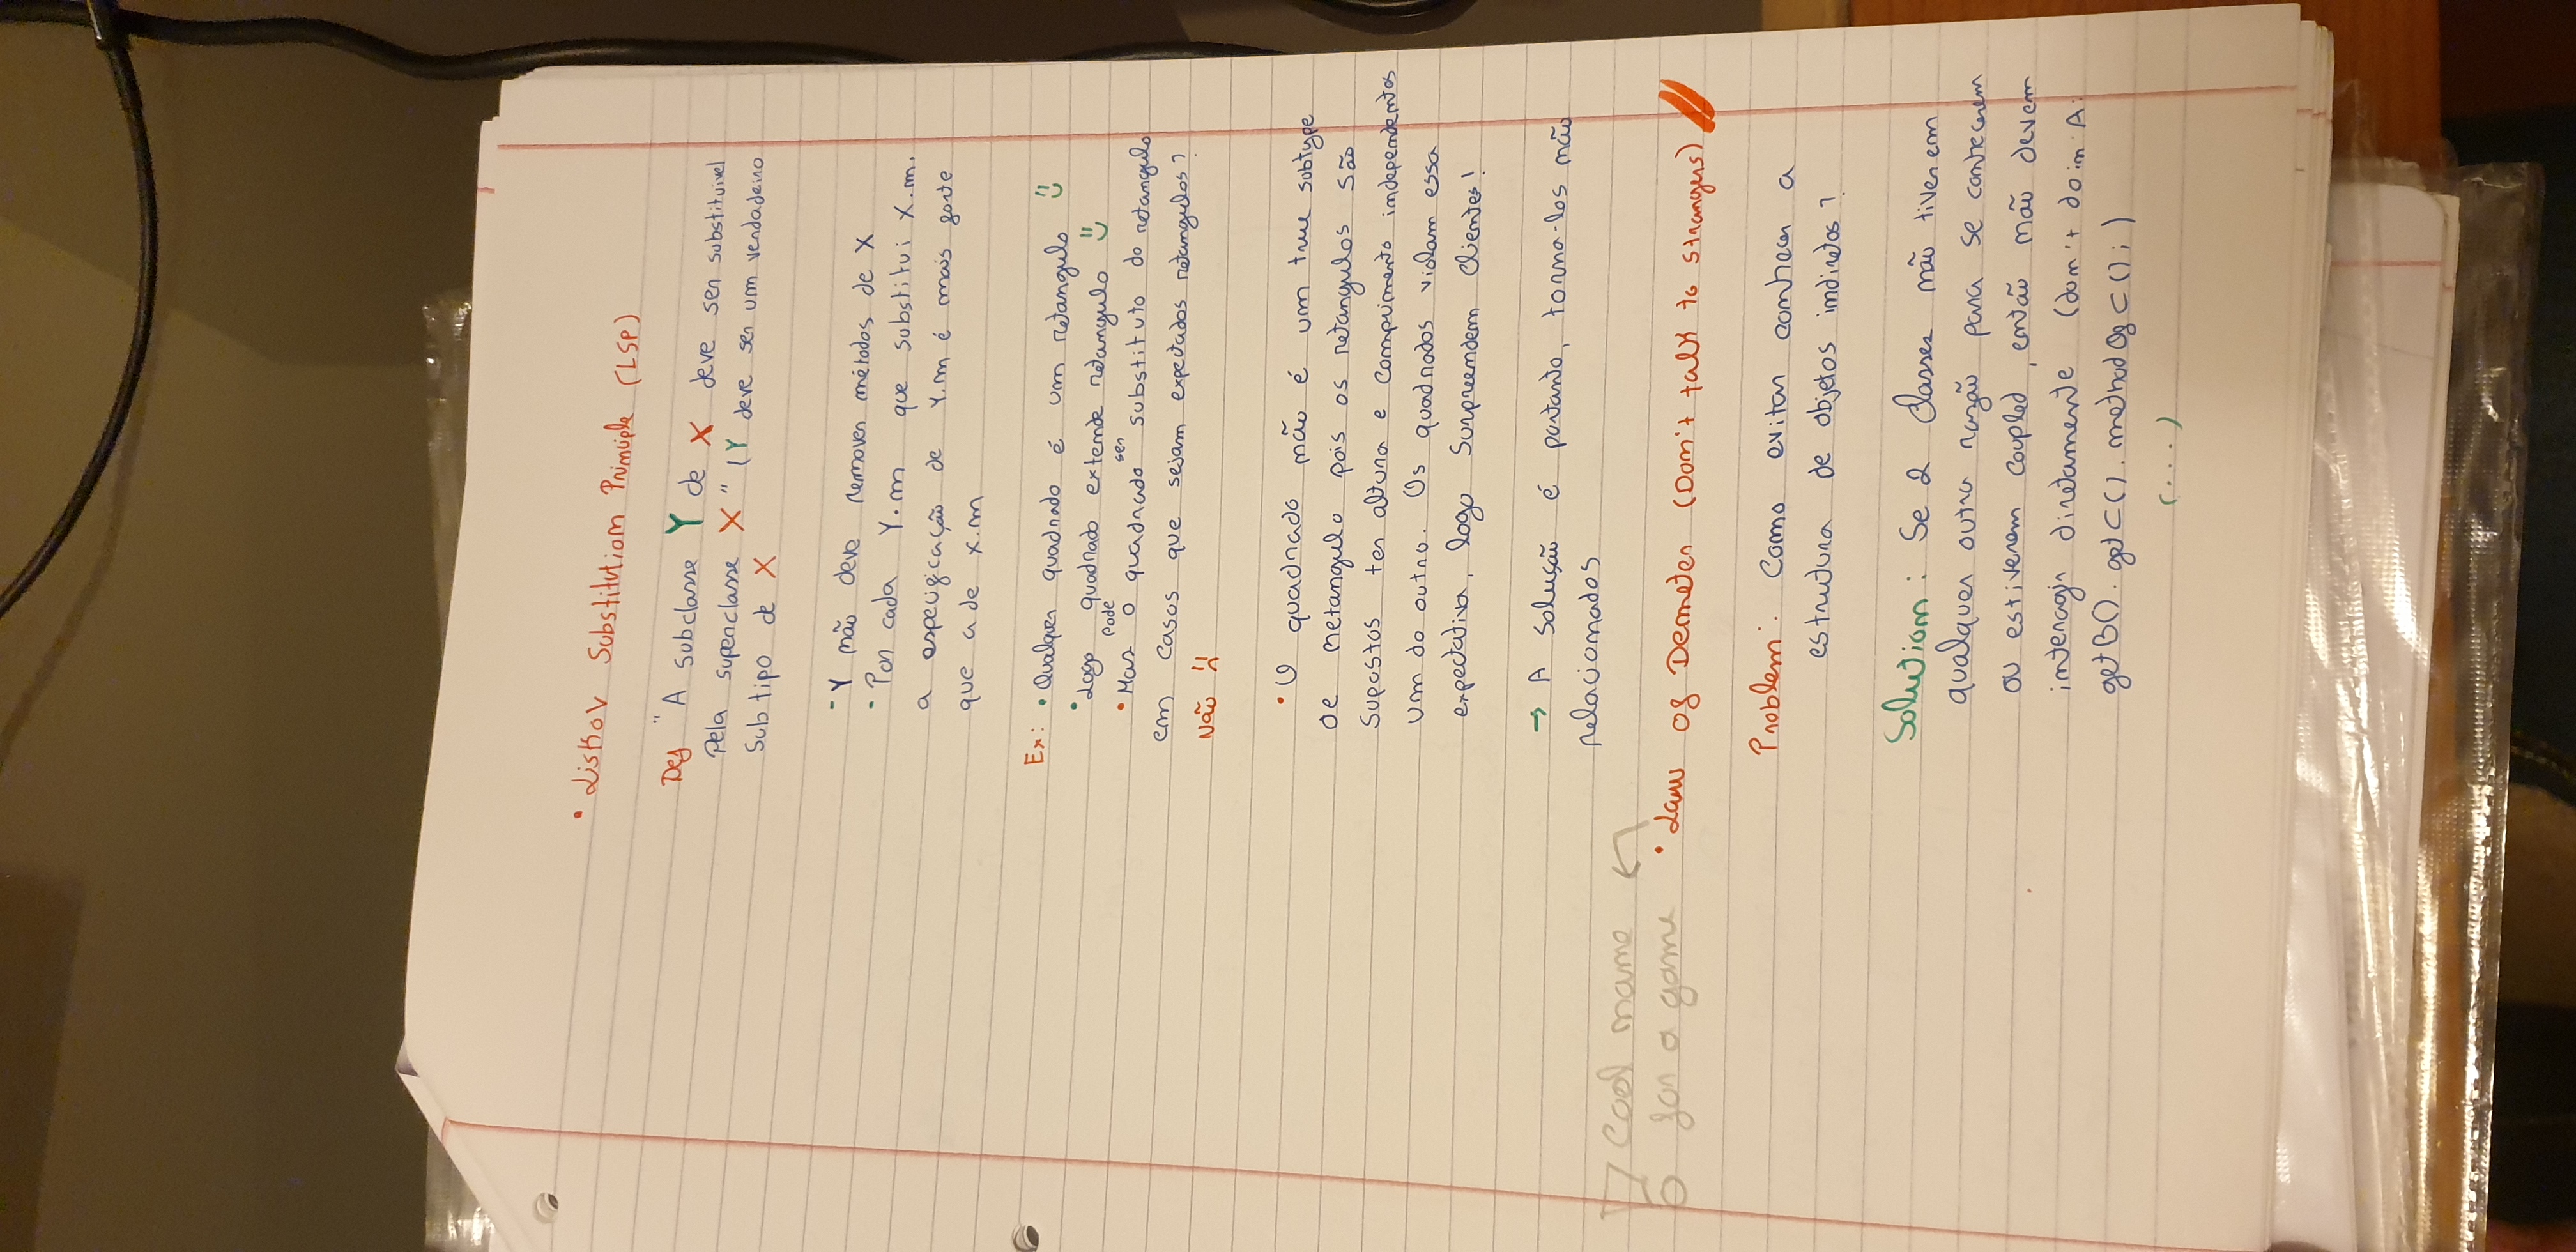 • Liskov Substitution Principle (LSP)
Def "A subclasse Y de X deve ser substituivel
pela superclasse X" (Y deve ser um verdadeiro
subtipo de X
- Y não deve remover métodos de X
- Por cada Y.m que substitui X.m.
a especificação de Y.m é mais forte
que a de x.m
Ex: • Qualquer quadrado é um retangulo :)
• Logo quadrado extende retangulo :)
pode ser
• Mas o quadrado substituto do retangulo
em casos que sejam expectados retangulos?
Não :(
• O quadrado não é um true subtype
de retangulo pois os retangulos são
supostos ter altura e comprimento independentes
um do outro. Os quadrados violam essa
expectativa, logo surpreendem clientes!
→ A solução é portanto, torna-los não
relacionados
Cool name ←
for a game
• Law of Demeter (Don't talk to strangers)
Problem: Como evitar conhecer a
estrutura de objetos indiretos?
Solution: Se 2 classes não tiverem
qualquer outra razão para se conhecerem
ou estiverem coupled, então não devem
interagir diretamente (don't do in A:
getB().getC().methodOfC();)
(...)